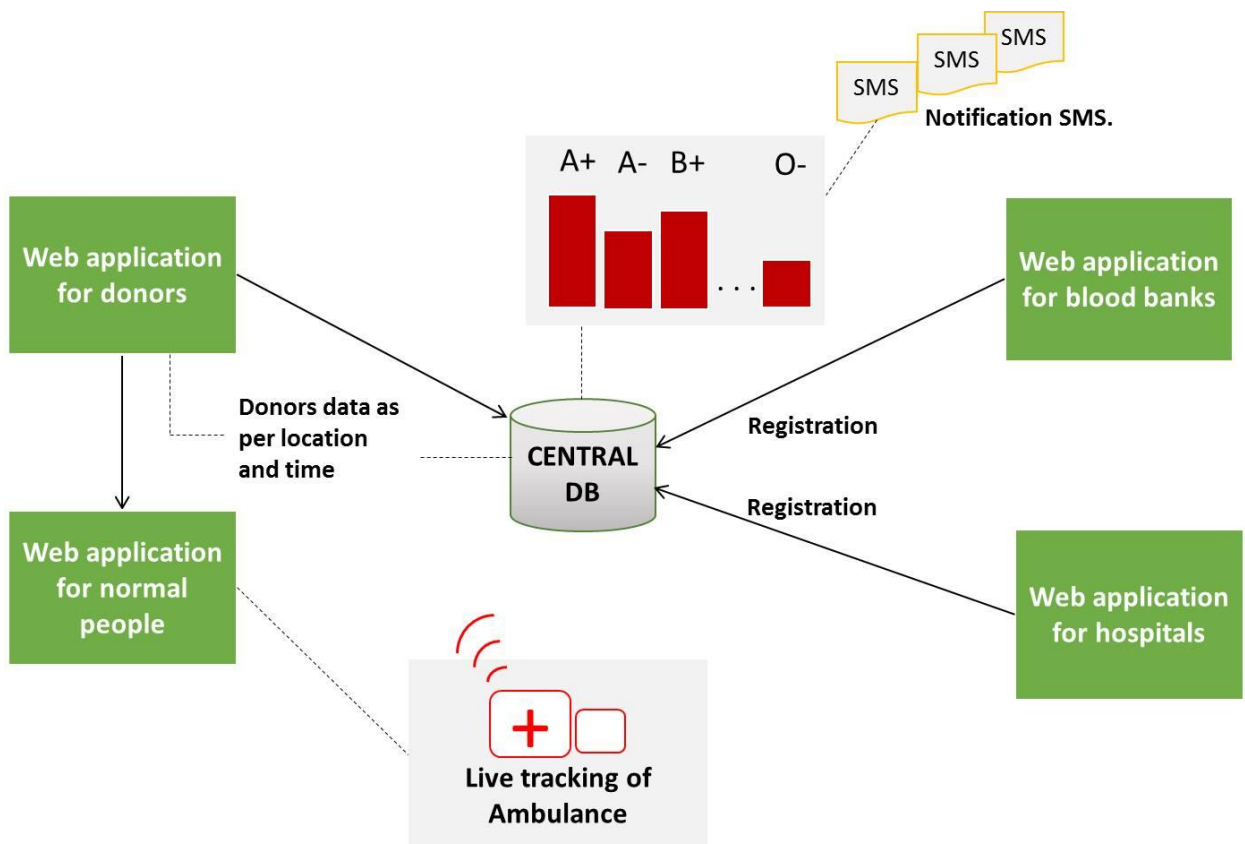 SMS
SMS
SMS
Notification SMS.
A+ A- B+ O-
. . .
Web application
for donors
Web application
for blood banks
Donors data as
per location
and time
CENTRAL
DB
Registration
Registration
Web application
for normal
people
Web application
for hospitals
+
Live tracking of
Ambulance